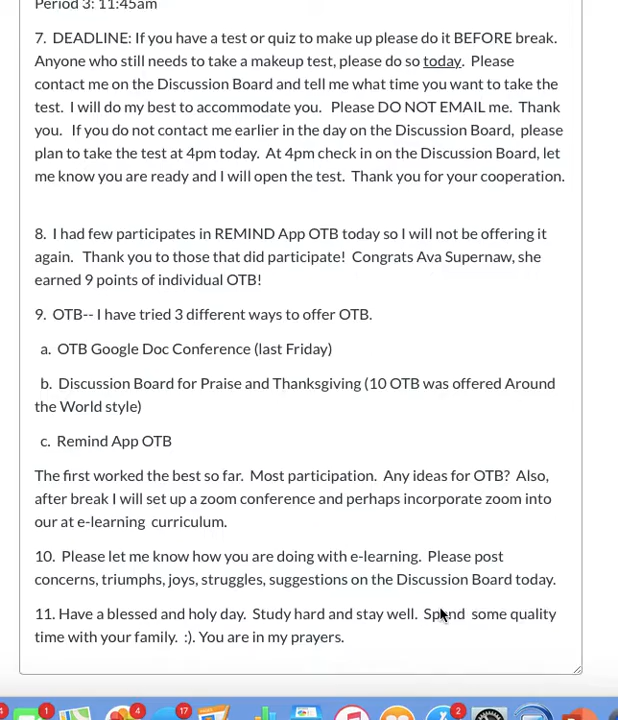 Period 3: 11:45am
7. DEADLINE: If you have a test or quiz to make up please do it BEFORE break.
Anyone who still needs to take a makeup test, please do so today. Please
contact me on the Discussion Board and tell me what time you want to take the
test. I will do my best to accommodate you. Please DO NOT EMAIL me. Thank
you. If you do not contact me earlier in the day on the Discussion Board, please
plan to take the test at 4pm today. At 4pm check in on the Discussion Board, let
me know you are ready and I will open the test. Thank you for your cooperation.
8. I had few participates in REMIND App OTB today so I will not be offering it
again. Thank you to those that did participate! Congrats Ava Supernaw, she
earned 9 points of individual OTB!
9. OTB-- I have tried 3 different ways to offer OTB.
a. OTB Google Doc Conference (last Friday)
b. Discussion Board for Praise and Thanksgiving (10 OTB was offered Around
the World style)
c. Remind App OTB
The first worked the best so far. Most participation. Any ideas for OTB? Also,
after break I will set up a zoom conference and perhaps incorporate zoom into
our at e-learning curriculum.
10. Please let me know how you are doing with e-learning. Please post
concerns, triumphs, joys, struggles, suggestions on the Discussion Board today.
11. Have a blessed and holy day. Study hard and stay well. Spend some quality
time with your family. :). You are in my prayers.
1 4 17 2